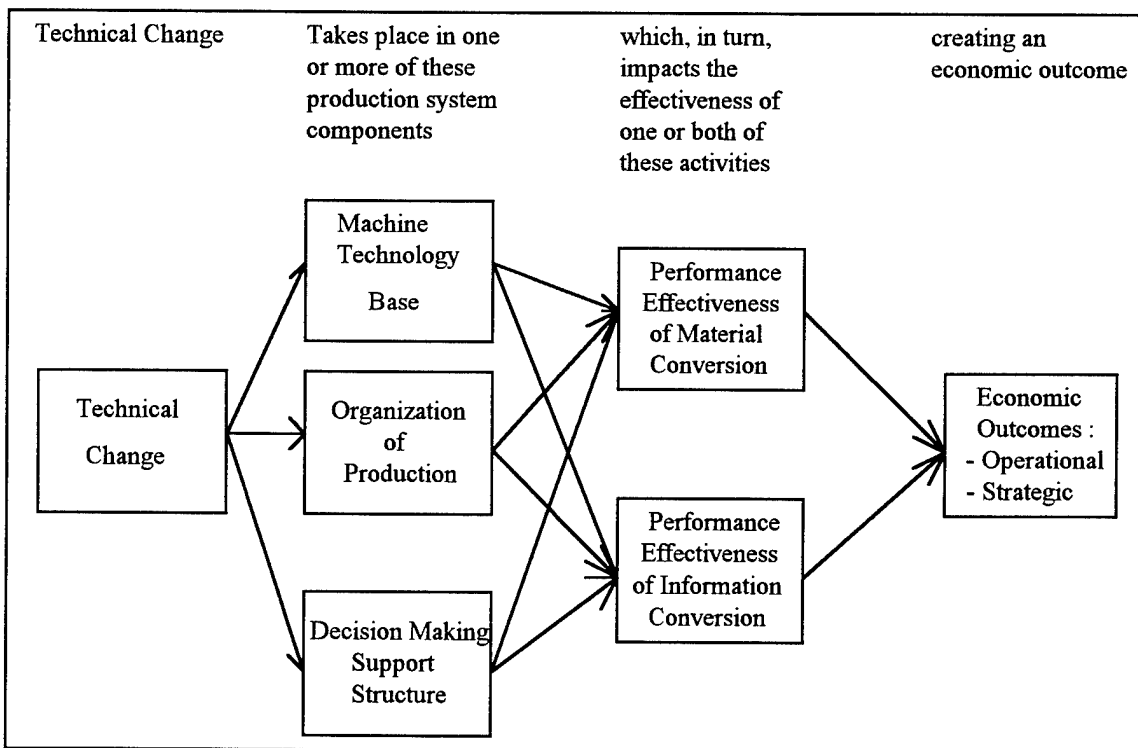 Technical Change
Takes place in one
or more of these
production system
components
which, in turn,
impacts the
effectiveness of
one or both of
these activities
creating an
economic outcome
Technical
Change
Machine
Technology
Base
Organization
of
Production
Decision Making
Support
Structure
Performance
Effectiveness
of Material
Conversion
Performance
Effectiveness
of Information
Conversion
Economic
Outcomes :
- Operational
- Strategic